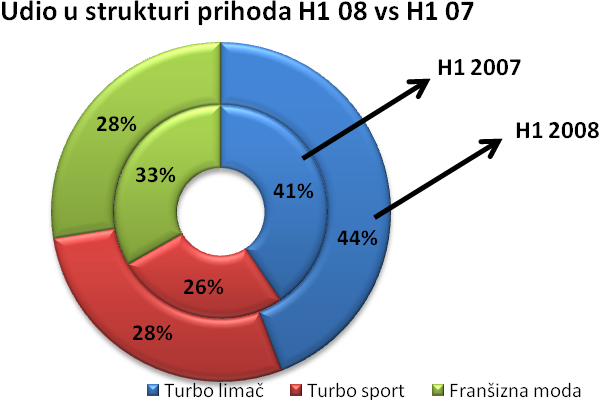 Udio u strukturi prihoda H1 08 vs H1 07
H1 2007
H1 2008
28%
33%
41%
44%
26%
28%
Turbo limač Turbo sport Franšizna moda